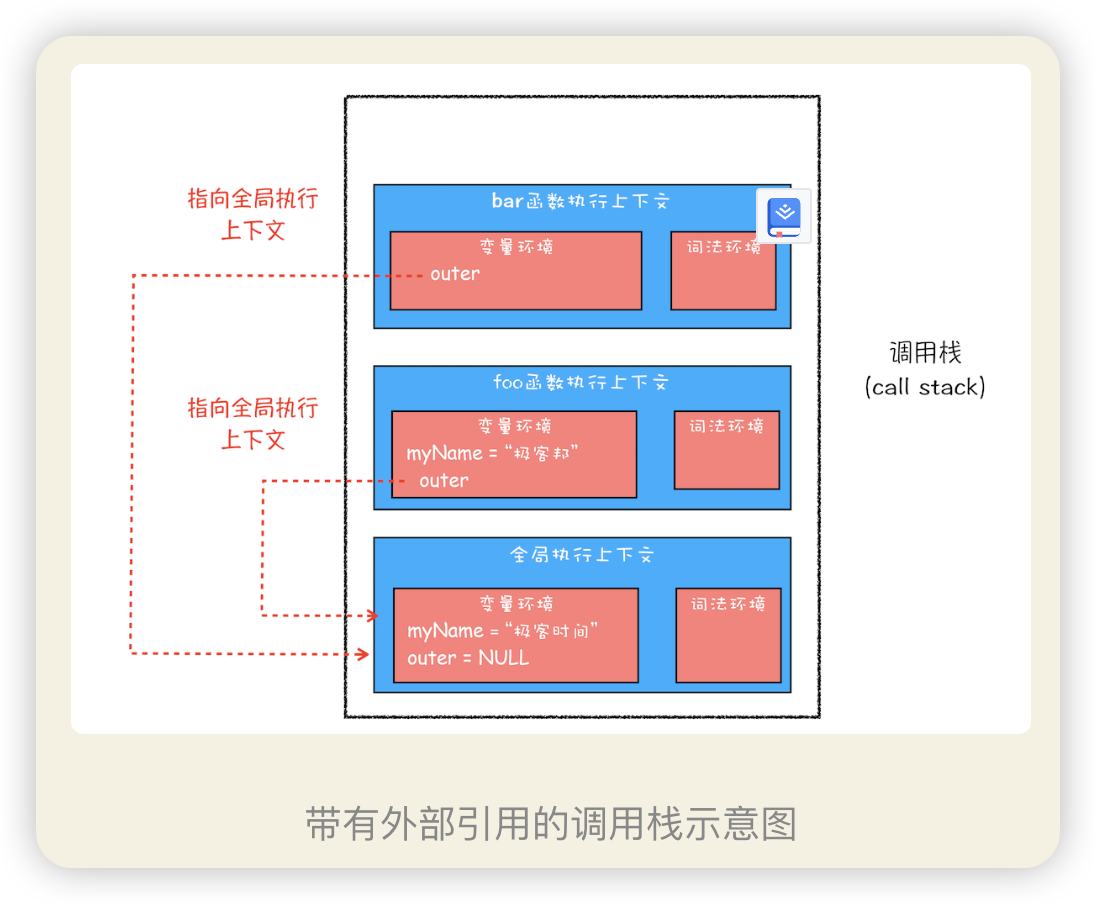 指向全局执行
上下文
bar函数执行上下文
变量环境
outer
词法环境
调用栈
(call stack)
foo函数执行上下文
指向全局执行
上下文
变量环境
myName = “极客邦”
outer
词法环境
全局执行上下文
变量环境
myName = “极客时间”
outer = NULL
词法环境
带有外部引用的调用栈示意图